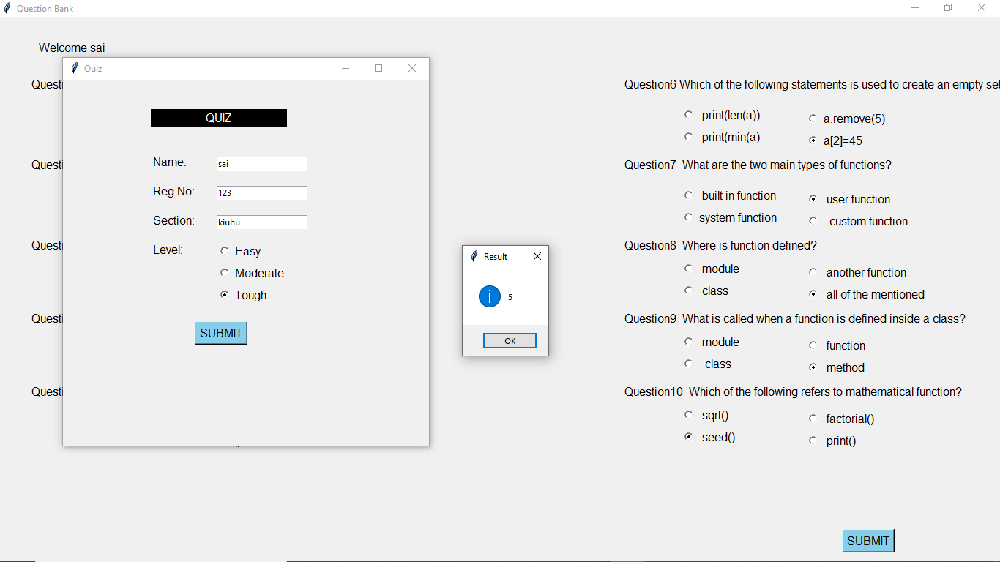 Question Bank
Welcome sai
Quiz
QUIZ
Name: sai
Reg No: 123
Section: kiuhu
Level: Easy
Moderate
Tough
SUBMIT
Questi
Questi
Questi
Questi
Questi
Result
5
OK
Question6 Which of the following statements is used to create an empty set
print(len(a)) a.remove(5)
print(min(a) a[2]=45
Question7 What are the two main types of functions?
built in function user function
system function custom function
Question8 Where is function defined?
module another function
class all of the mentioned
Question9 What is called when a function is defined inside a class?
module function
class method
Question10 Which of the following refers to mathematical function?
sqrt() factorial()
seed() print()
SUBMIT